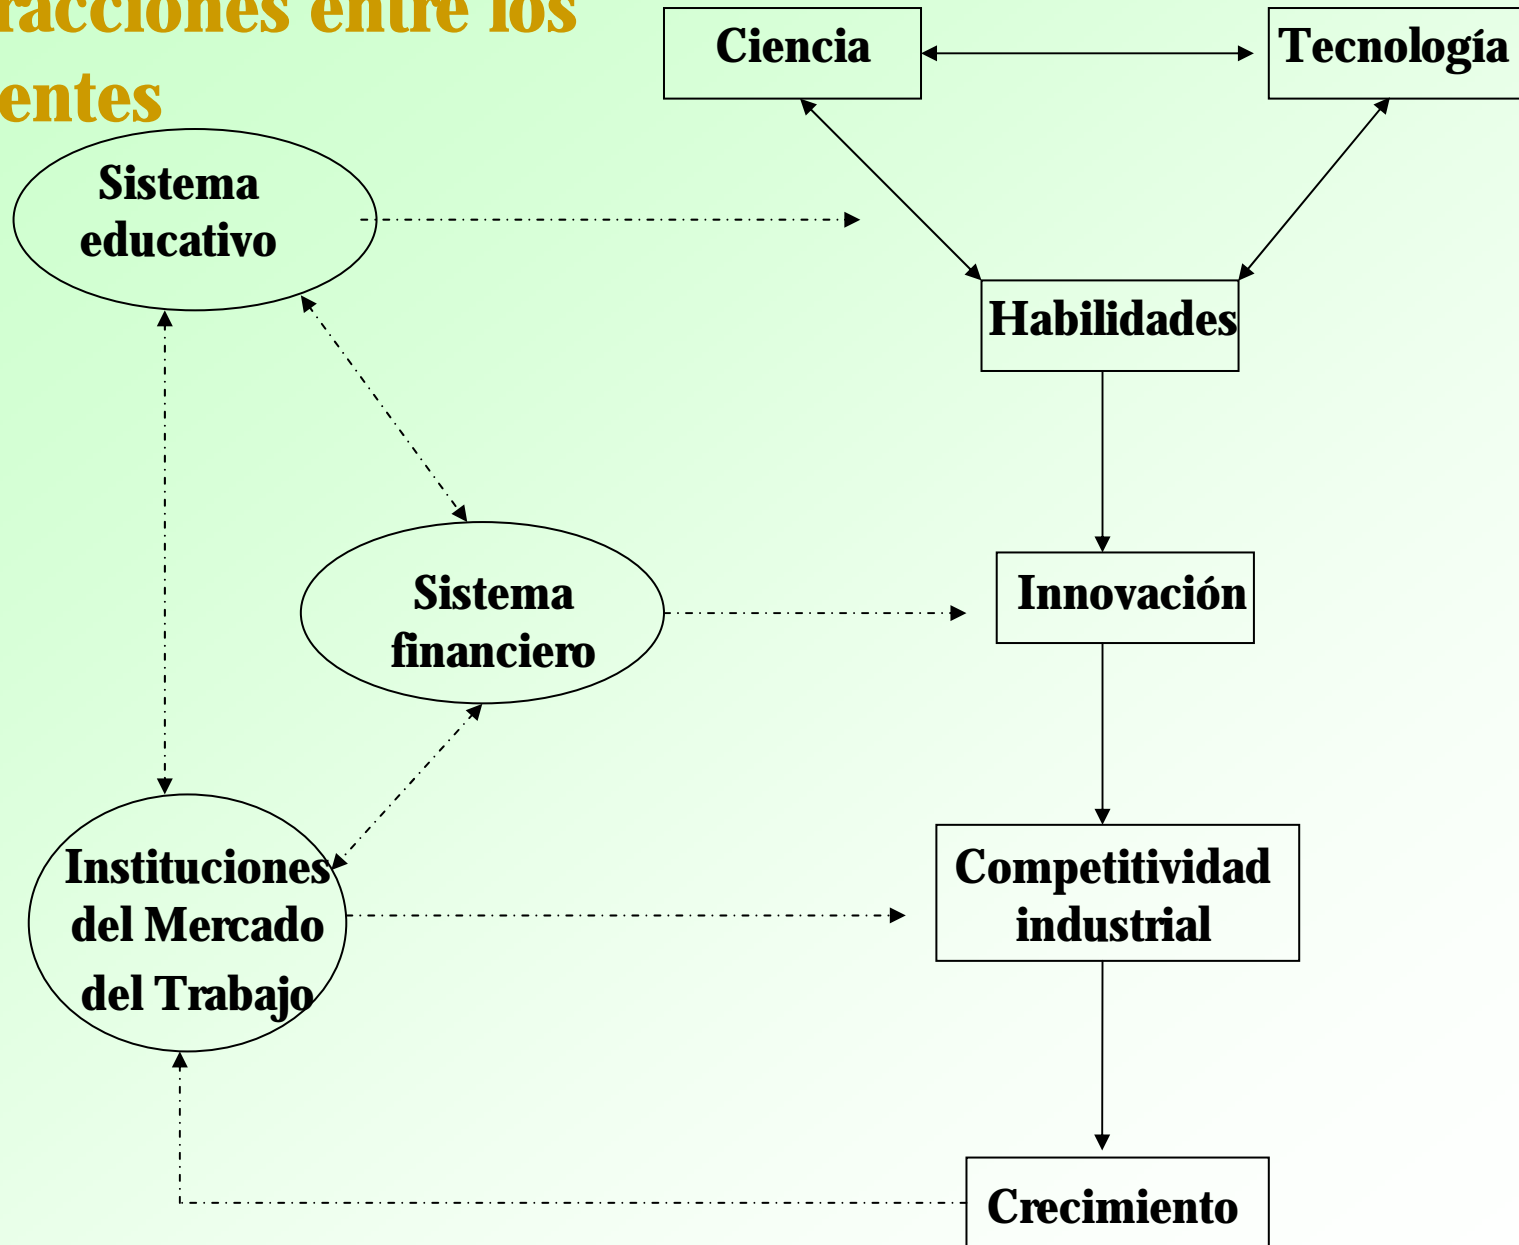 racciones entre los
entes
Ciencia
Tecnología
Sistema
educativo
Habilidades
Sistema
financiero
Innovación
Instituciones
del Mercado
del Trabajo
Competitividad
industrial
Crecimiento